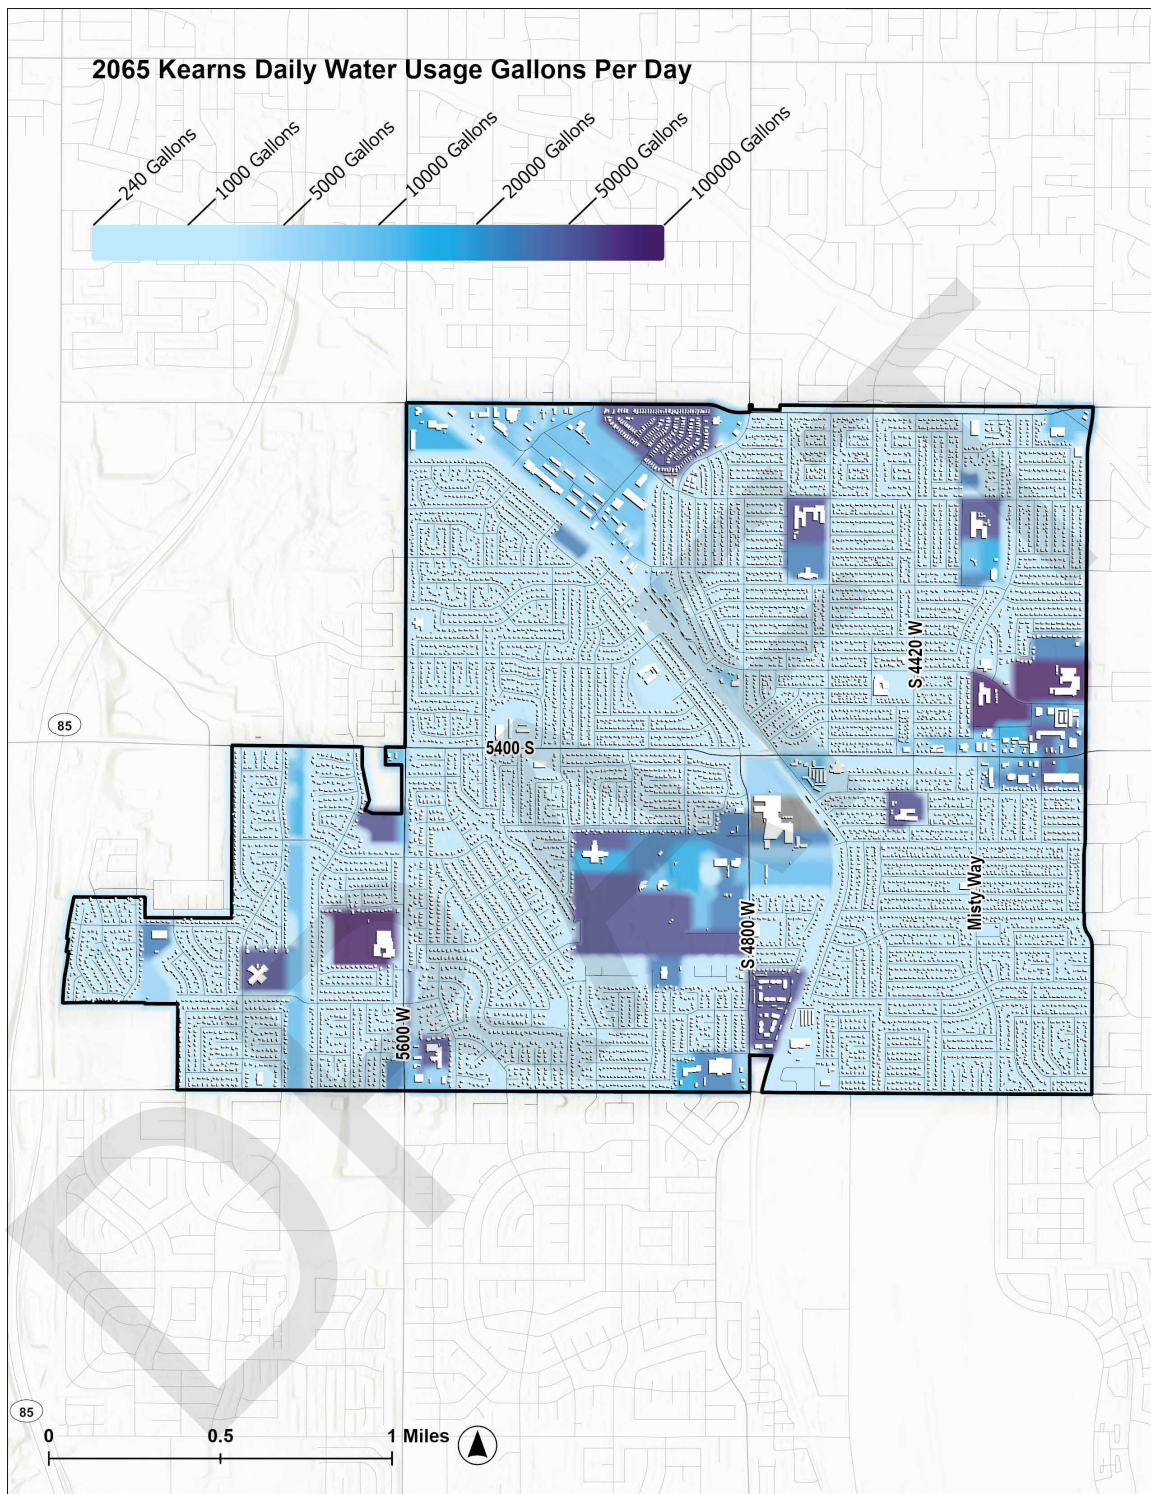 2065 Kearns Daily Water Usage Gallons Per Day
240 Gallons
1000 Gallons
5000 Gallons
10000 Gallons
20000 Gallons
50000 Gallons
100000 Gallons
S 4420 W
85
5400 S
Misty Way
S 4800 W
5600 W
DRAFT
85
0 0.5 1 Miles